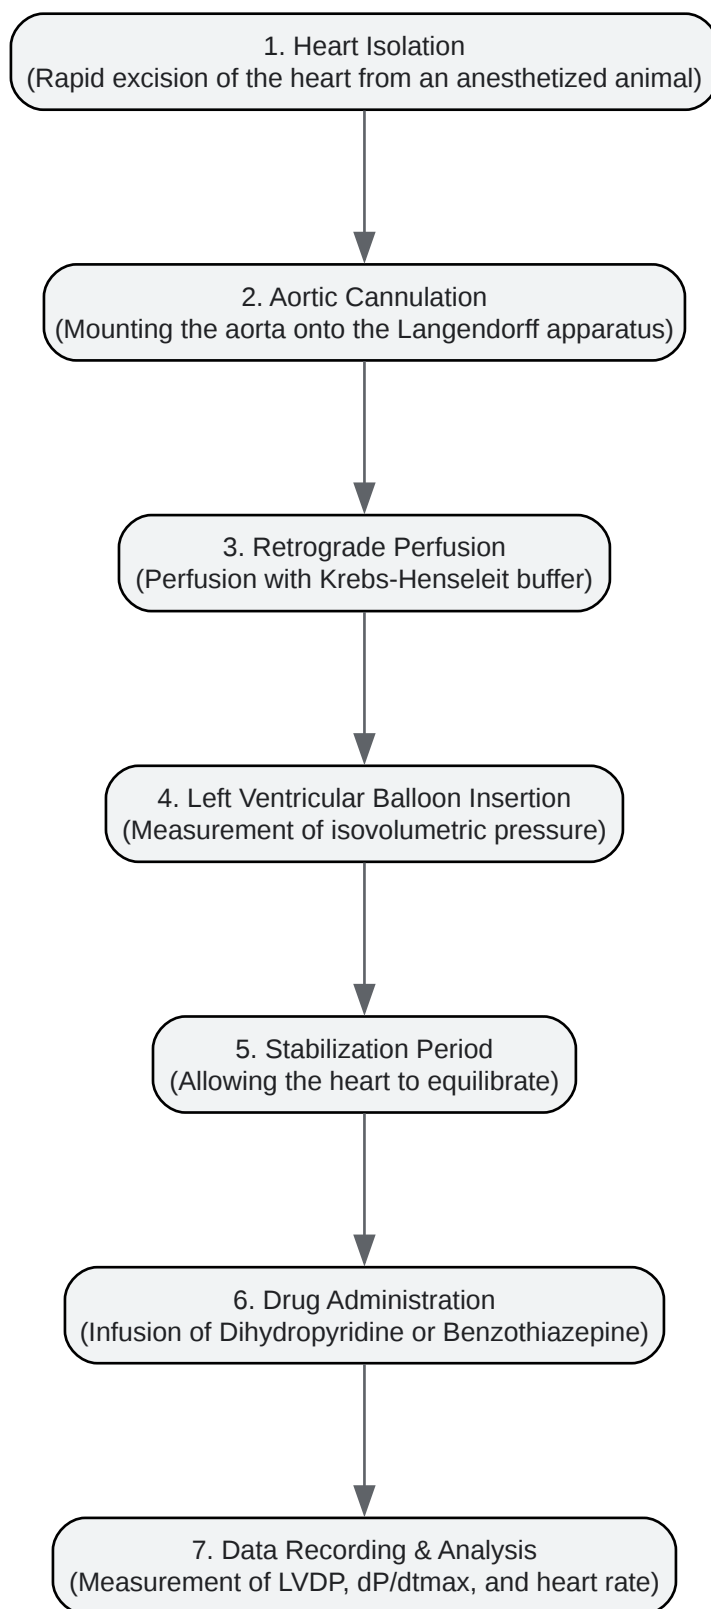 1. Heart Isolation
(Rapid excision of the heart from an anesthetized animal)
2. Aortic Cannulation
(Mounting the aorta onto the Langendorff apparatus)
3. Retrograde Perfusion
(Perfusion with Krebs-Henseleit buffer)
4. Left Ventricular Balloon Insertion
(Measurement of isovolumetric pressure)
5. Stabilization Period
(Allowing the heart to equilibrate)
6. Drug Administration
(Infusion of Dihydropyridine or Benzothiazepine)
7. Data Recording & Analysis
(Measurement of LVDP, dP/dtmax, and heart rate)